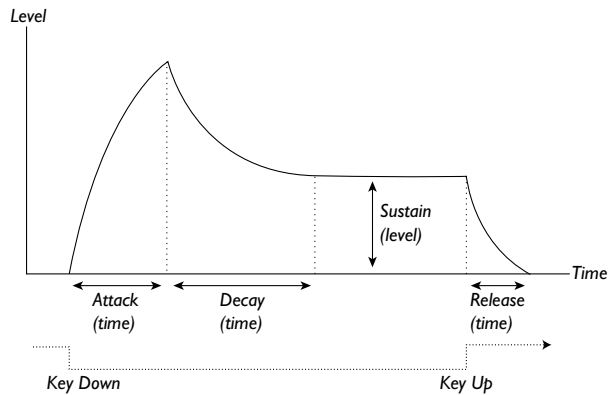 Level
Sustain
(level)
Time
Attack
(time)
Decay
(time)
Release
(time)
Key Down
Key Up